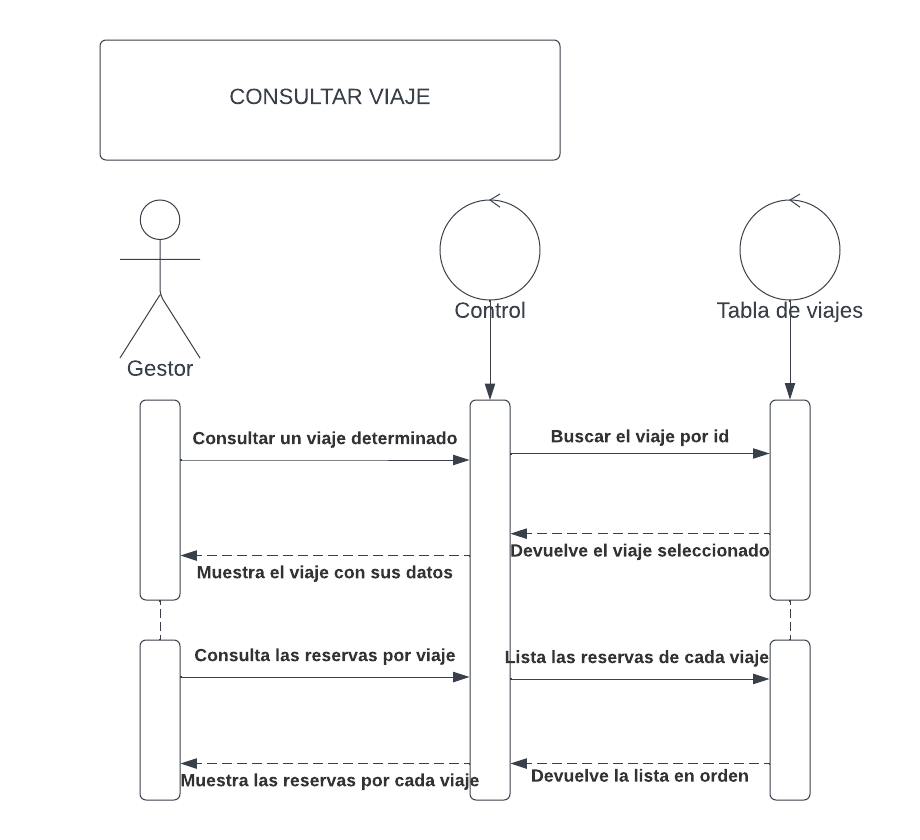 CONSULTAR VIAJE
Control
Tabla de viajes
Gestor
Consultar un viaje determinado
Buscar el viaje por id
Devuelve el viaje seleccionado
Muestra el viaje con sus datos
Consulta las reservas por viaje
Lista las reservas de cada viaje
Devuelve la lista en orden
Muestra las reservas por cada viaje